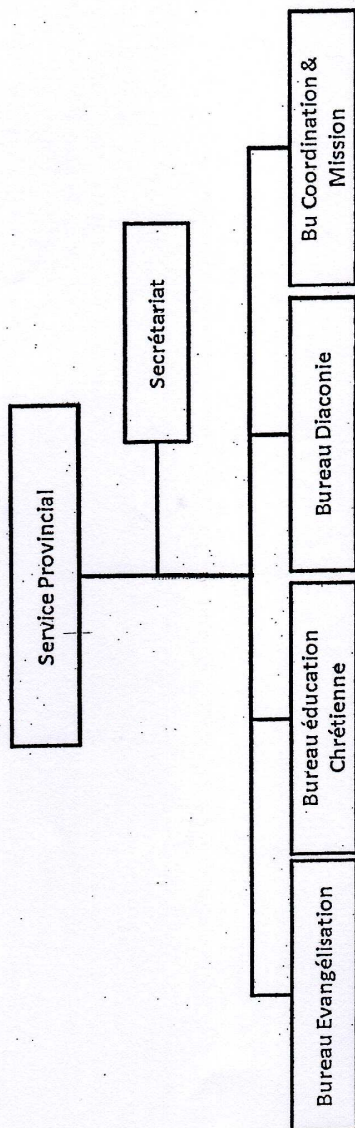 Service Provincial
Secrétariat
Bureau Evangélisation
Bureau éducation
Chrétienne
Bureau Diaconie
Bu Coordination &
Mission